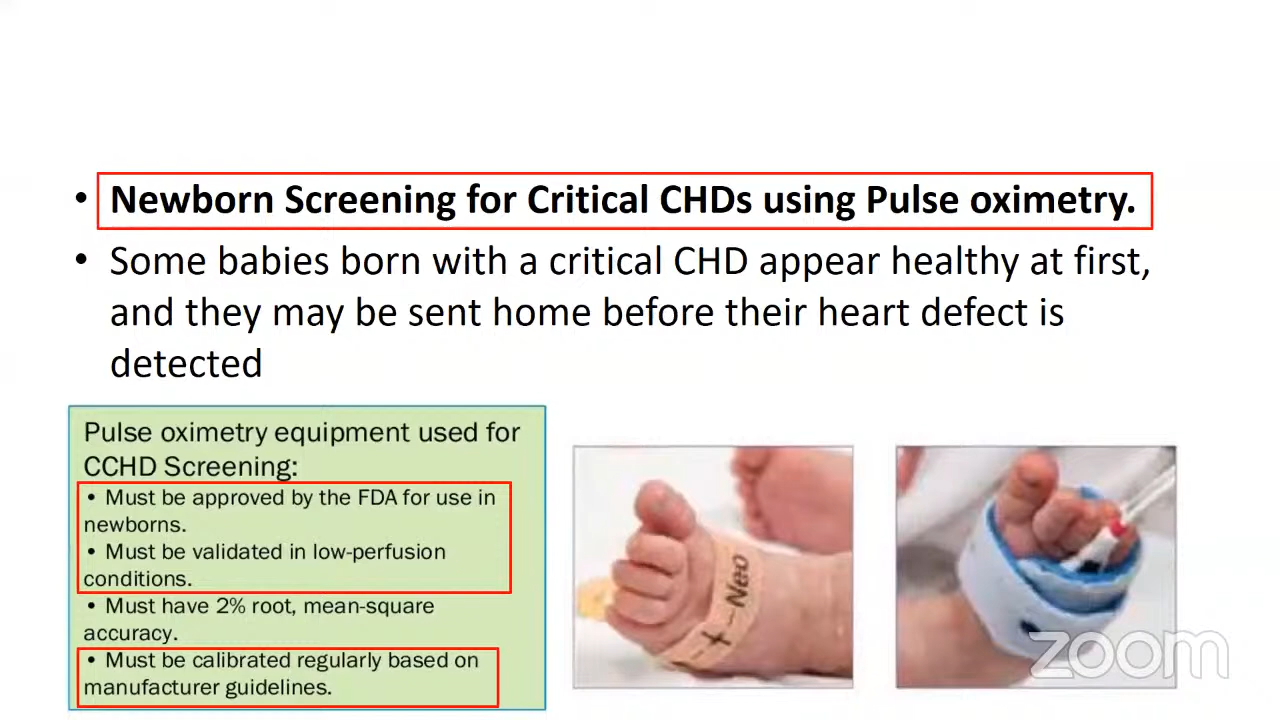 • Newborn Screening for Critical CHDs using Pulse oximetry.
• Some babies born with a critical CHD appear healthy at first,
and they may be sent home before their heart defect is
detected
Pulse oximetry equipment used for
CCHD Screening:
• Must be approved by the FDA for use in
newborns.
• Must be validated in low-perfusion
conditions.
• Must have 2% root, mean-square
accuracy.
• Must be calibrated regularly based on
manufacturer guidelines.
+-Neo
zoom